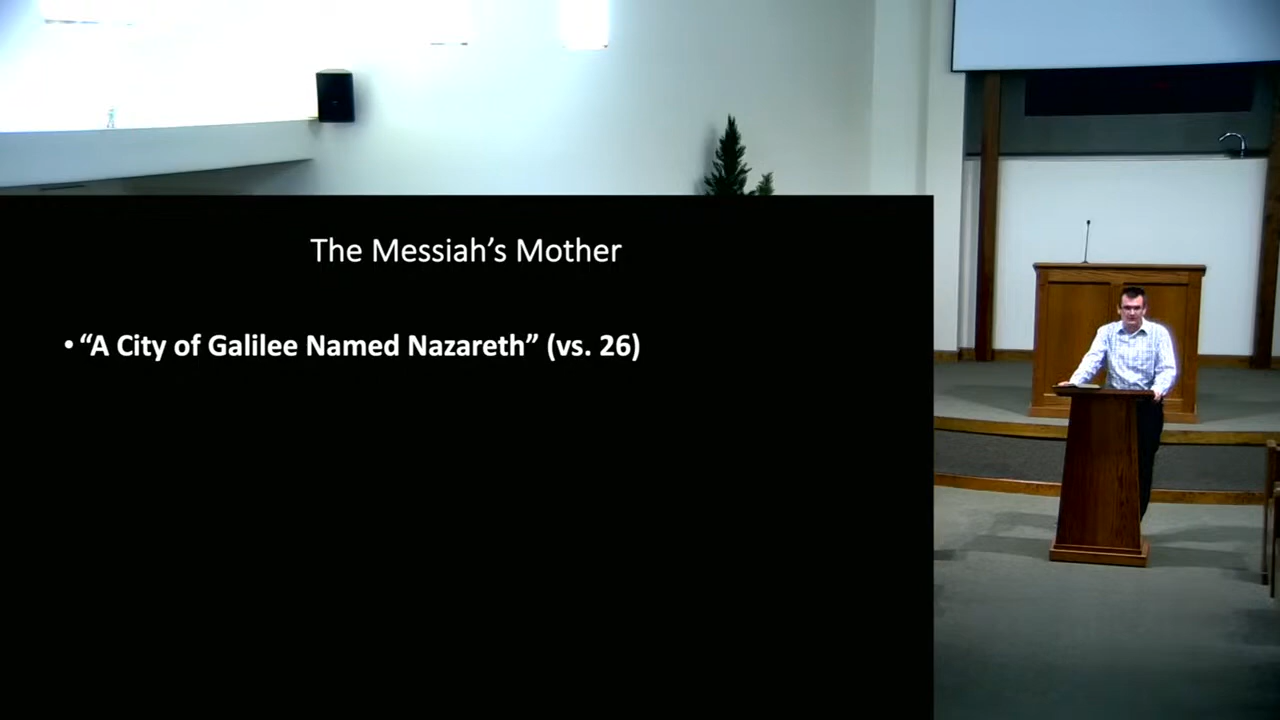 The Messiah’s Mother
• “A City of Galilee Named Nazareth” (vs. 26)